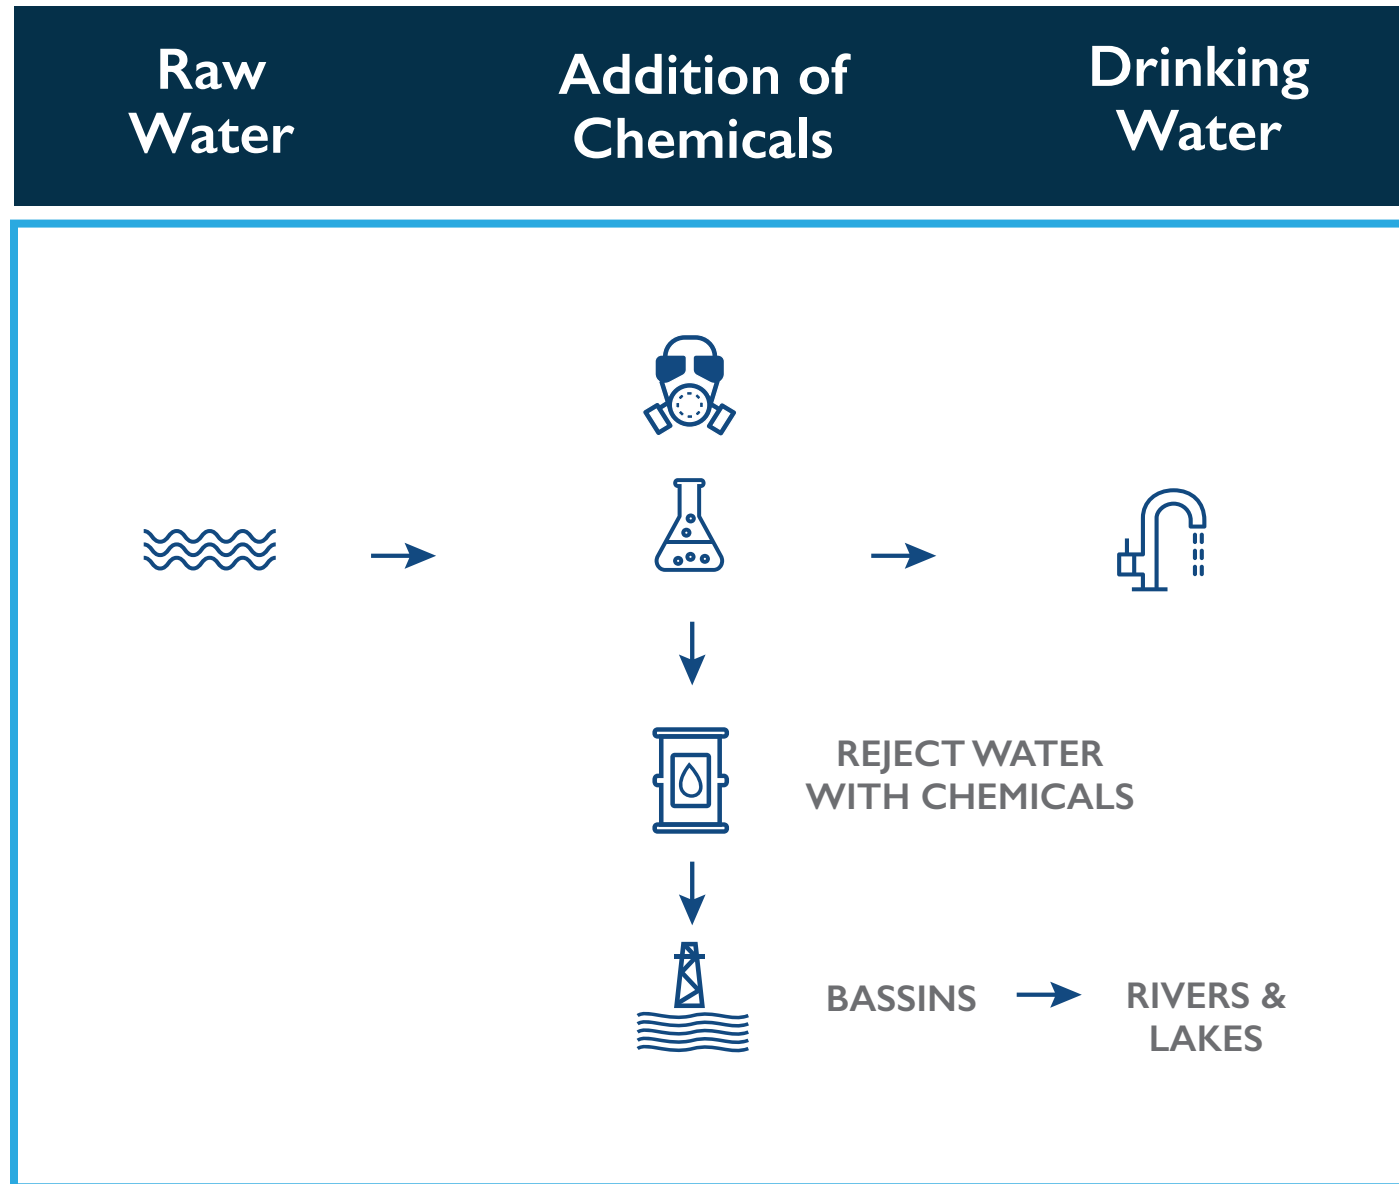 Raw
Water
Addition of
Chemicals
Drinking
Water
REJECT WATER
WITH CHEMICALS
BASSINS
RIVERS &
LAKES